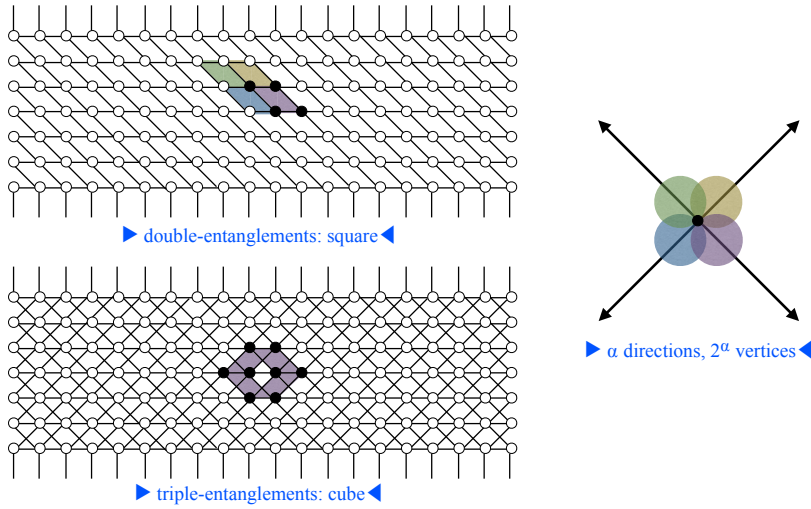 ▶ double-entanglements: square ◀
▶ α directions, 2^α vertices ◀
▶ triple-entanglements: cube ◀